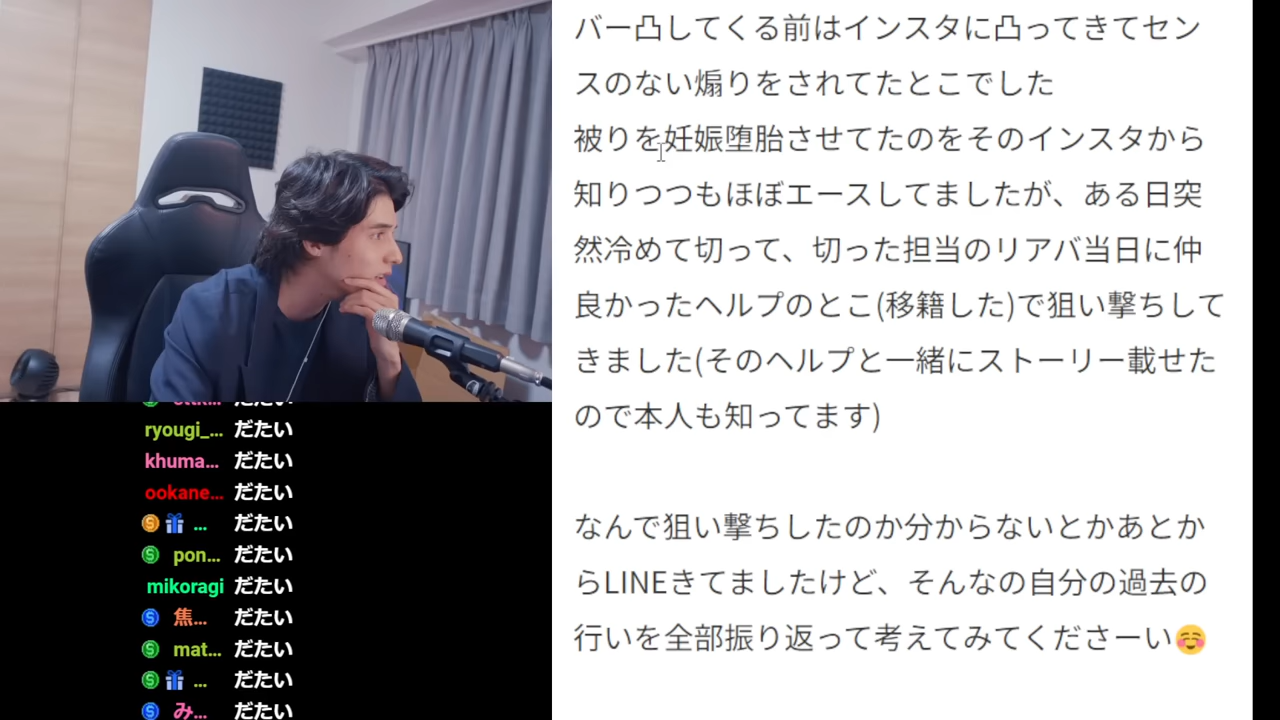 バー凸してくる前はインスタに凸ってきてセン
スのない煽りをされてたとこでした
被りを妊娠堕胎させてたのをそのインスタから
知りつつもほぼエースしてましたが、ある日突
然冷めて切って、切った担当のリアバ当日に仲
良かったヘルプのとこ(移籍した)で狙い撃ちして
きました(そのヘルプと一緒にストーリー載せた
ので本人も知ってます)
なんで狙い撃ちしたのか分からないとかあとか
らLINEきてましたけど、そんなの自分の過去の
行いを全部振り返って考えてみてくださーい☺️
だたい
ryougi_... だたい
khuma... だたい
ookane... だたい
... だたい
pon... だたい
mikoragi だたい
焦... だたい
mat... だたい
... だたい
み... だたい